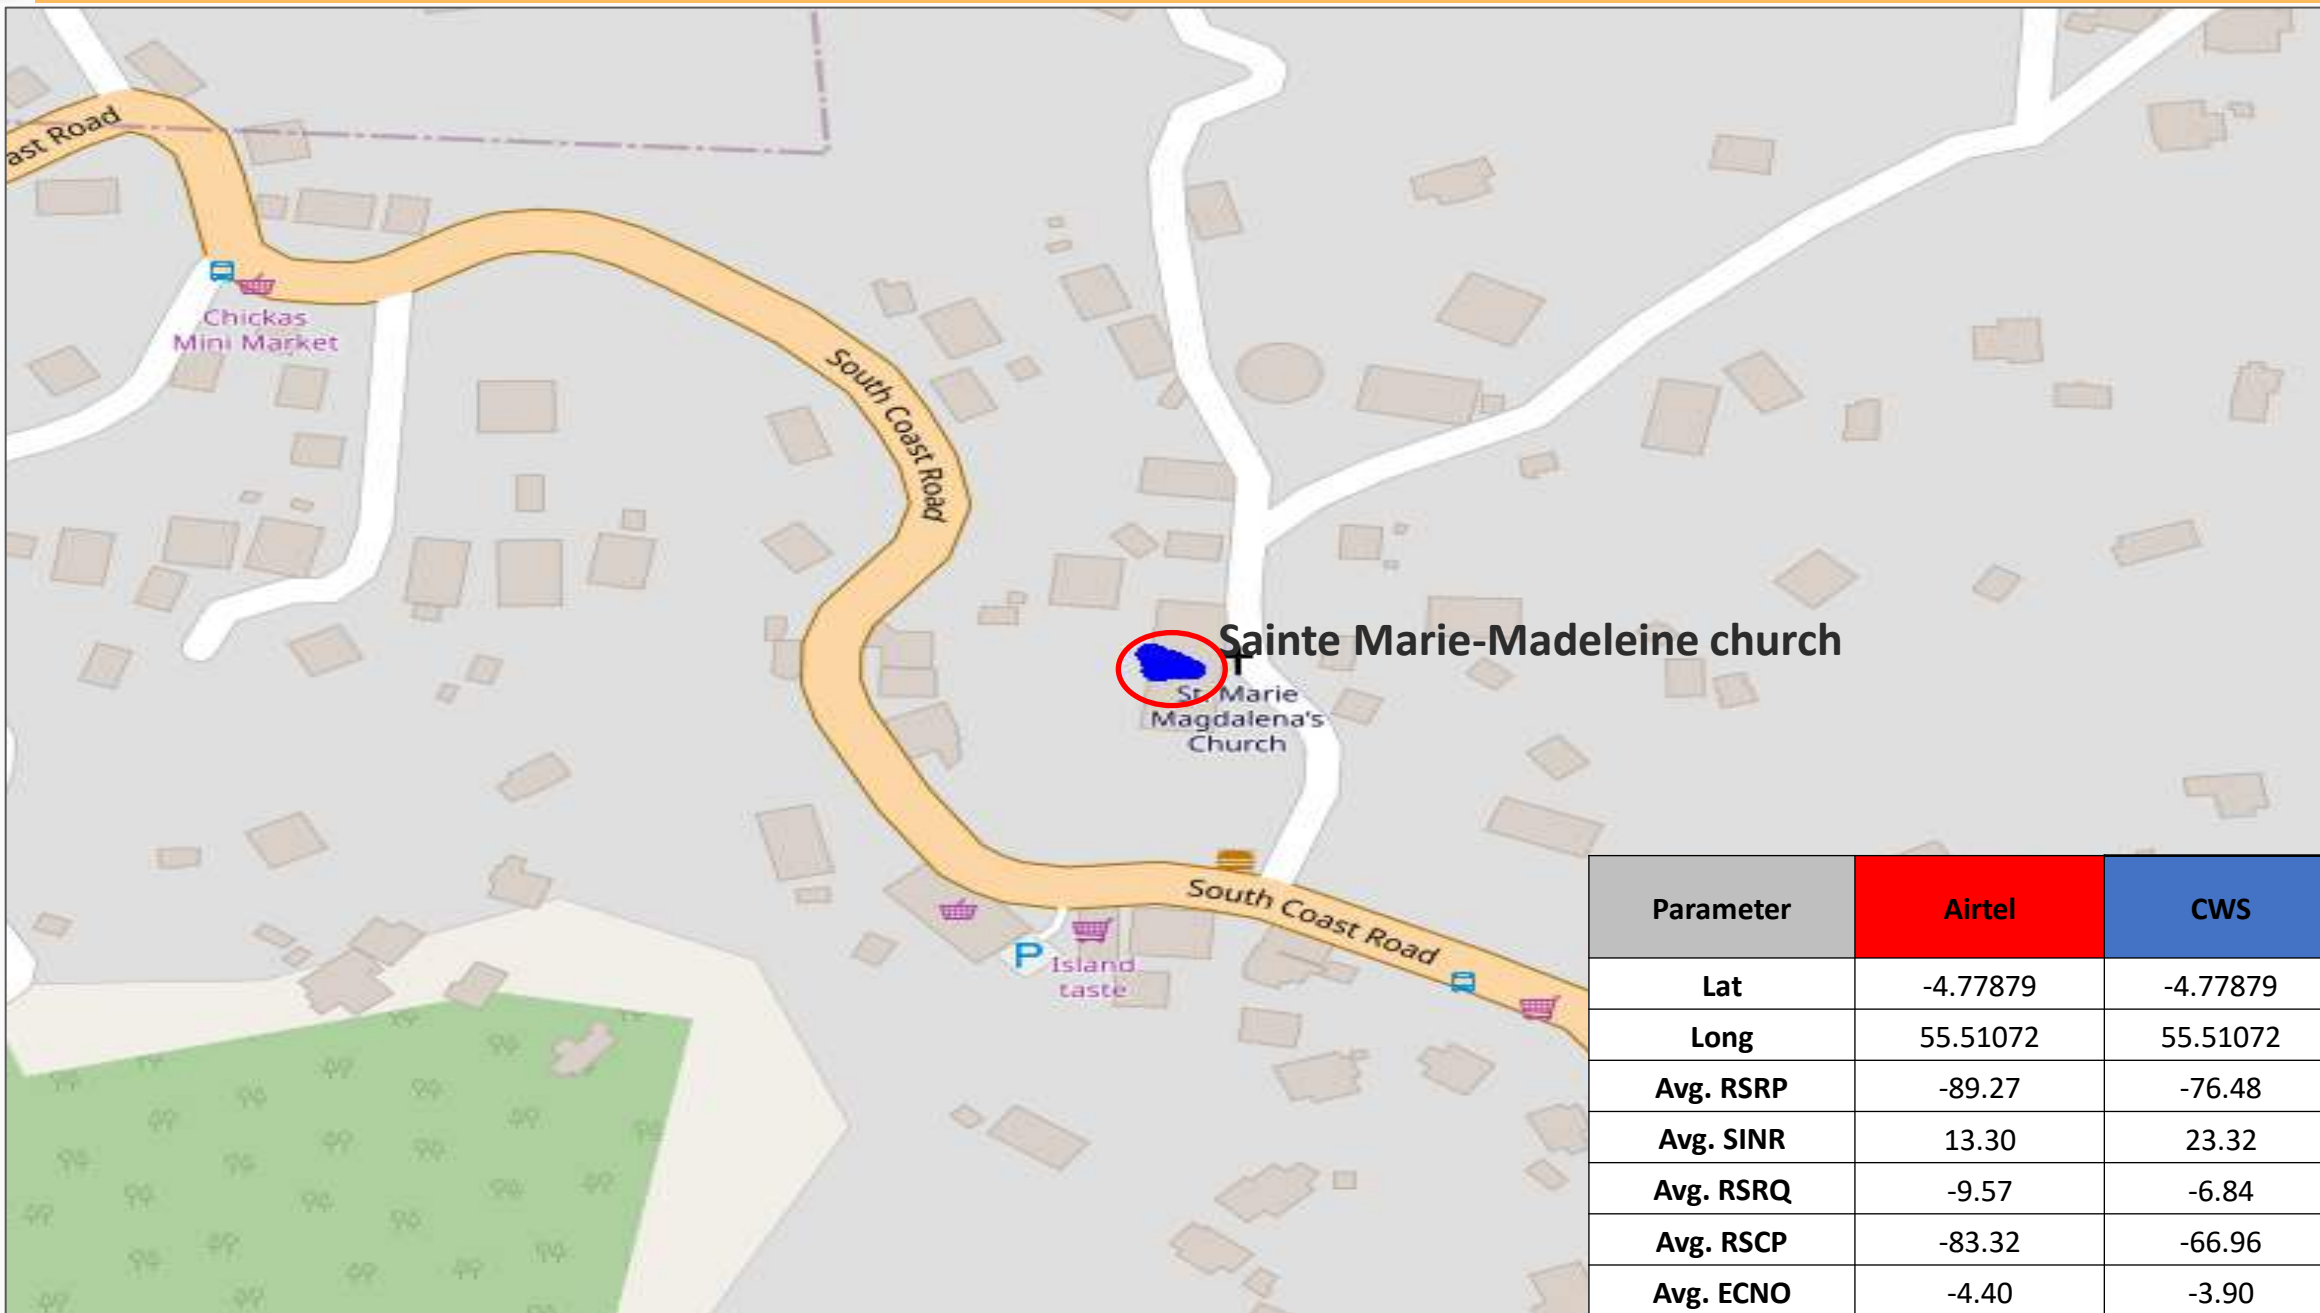 ast Road
Chickas
Mini Market
South Coast Road
Sainte Marie-Madeleine church
St. Marie
Magdalena's
Church
South Coast Road
P
Island
taste
Parameter Airtel CWS
Lat -4.77879 -4.77879
Long 55.51072 55.51072
Avg. RSRP -89.27 -76.48
Avg. SINR 13.30 23.32
Avg. RSRQ -9.57 -6.84
Avg. RSCP -83.32 -66.96
Avg. ECNO -4.40 -3.90